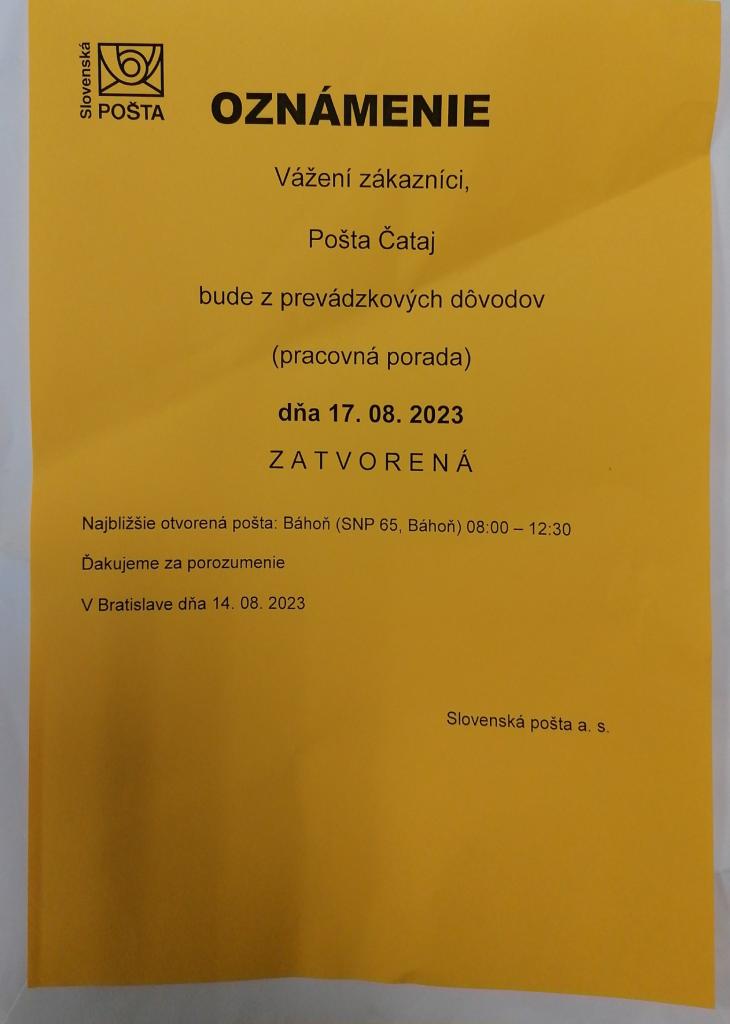 Slovenská
POŠTA
OZNÁMENIE
Vážení zákazníci,
Pošta Čataj
bude z prevádzkových dôvodov
(pracovná porada)
dňa 17. 08. 2023
Z A T V O R E N Á
Najbližšie otvorená pošta: Báhoň (SNP 65, Báhoň) 08:00 – 12:30
Ďakujeme za porozumenie
V Bratislave dňa 14. 08. 2023
Slovenská pošta a. s.